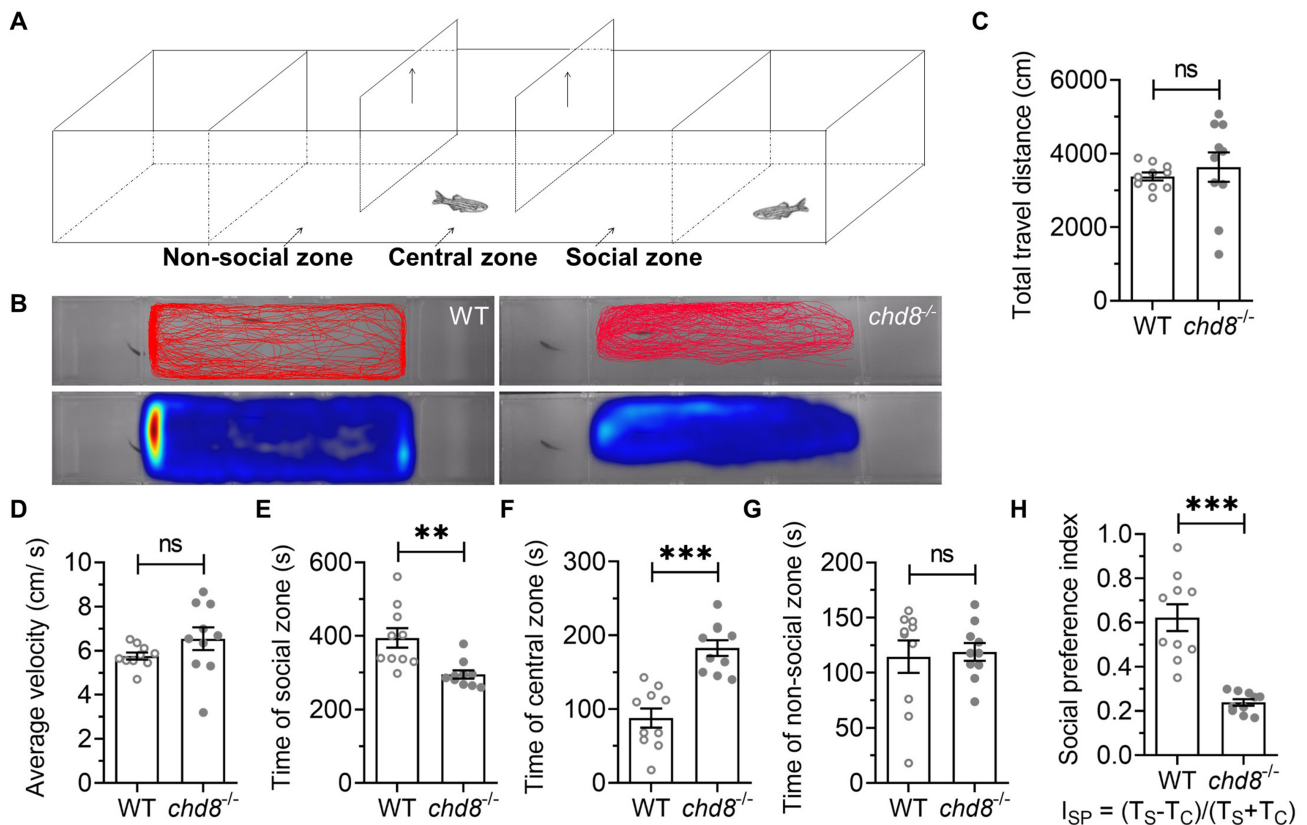 A
Non-social zone
Central zone
Social zone
B
WT
chd8-/-
C
Total travel distance (cm)
6000
4000
2000
0
ns
WT
chd8-/-
D
Average velocity (cm/ s)
10
8
6
4
2
0
ns
WT
chd8-/-
E
Time of social zone (s)
600
400
200
0
**
WT
chd8-/-
F
Time of central zone (s)
300
200
100
0
***
WT
chd8-/-
G
Time of non-social zone (s)
200
150
100
50
0
ns
WT
chd8-/-
H
Social preference index
1.0
0.8
0.6
0.4
0.2
0.0
***
WT
chd8-/-
ISP = (TS-TC)/(TS+TC)